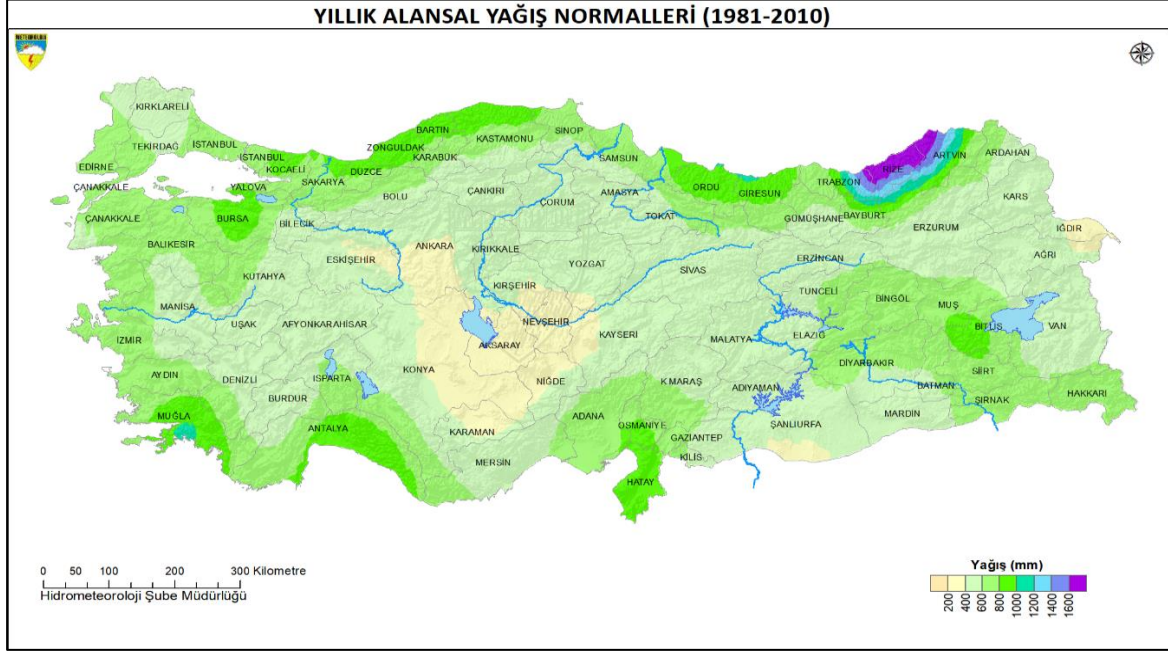 YILLIK ALANSAL YAĞIŞ NORMALLERİ (1981-2010)
METEOROLOJİ
KIRKLARELİ
TEKİRDAĞ
İSTANBUL
EDİRNE
ÇANAKKALE
İSTANBUL
KOCAELİ
YALOVA
SAKARYA
DÜZCE
ZONGULDAK
BARTIN
KARABÜK
KASTAMONU
SİNOP
SAMSUN
ORDU
GİRESUN
TRABZON
RİZE
ARTVİN
ARDAHAN
KARS
ÇANAKKALE
BURSA
BİLECİK
BOLU
ÇANKIRI
ÇORUM
AMASYA
TOKAT
GÜMÜŞHANE
BAYBURT
ERZURUM
IĞDIR
AĞRI
BALIKESİR
KÜTAHYA
ESKİŞEHİR
ANKARA
KIRIKKALE
YOZGAT
SİVAS
ERZİNCAN
TUNCELİ
BİNGÖL
MUŞ
BİTLİS
VAN
MANİSA
UŞAK
AFYONKARAHİSAR
KIRŞEHİR
NEVŞEHİR
AKSARAY
KAYSERİ
MALATYA
ELAZIĞ
DİYARBAKIR
İZMİR
AYDIN
DENİZLİ
ISPARTA
BURDUR
KONYA
NİĞDE
K.MARAŞ
ADIYAMAN
BATMAN
SİİRT
ŞIRNAK
HAKKARİ
MARDİN
ŞANLIURFA
MUĞLA
ANTALYA
KARAMAN
MERSİN
ADANA
OSMANİYE
GAZİANTEP
KİLİS
HATAY
0 50 100 200 300 Kilometre
Hidrometeoroloji Şube Müdürlüğü
Yağış (mm)
200 400 600 800 1000 1200 1400 1600